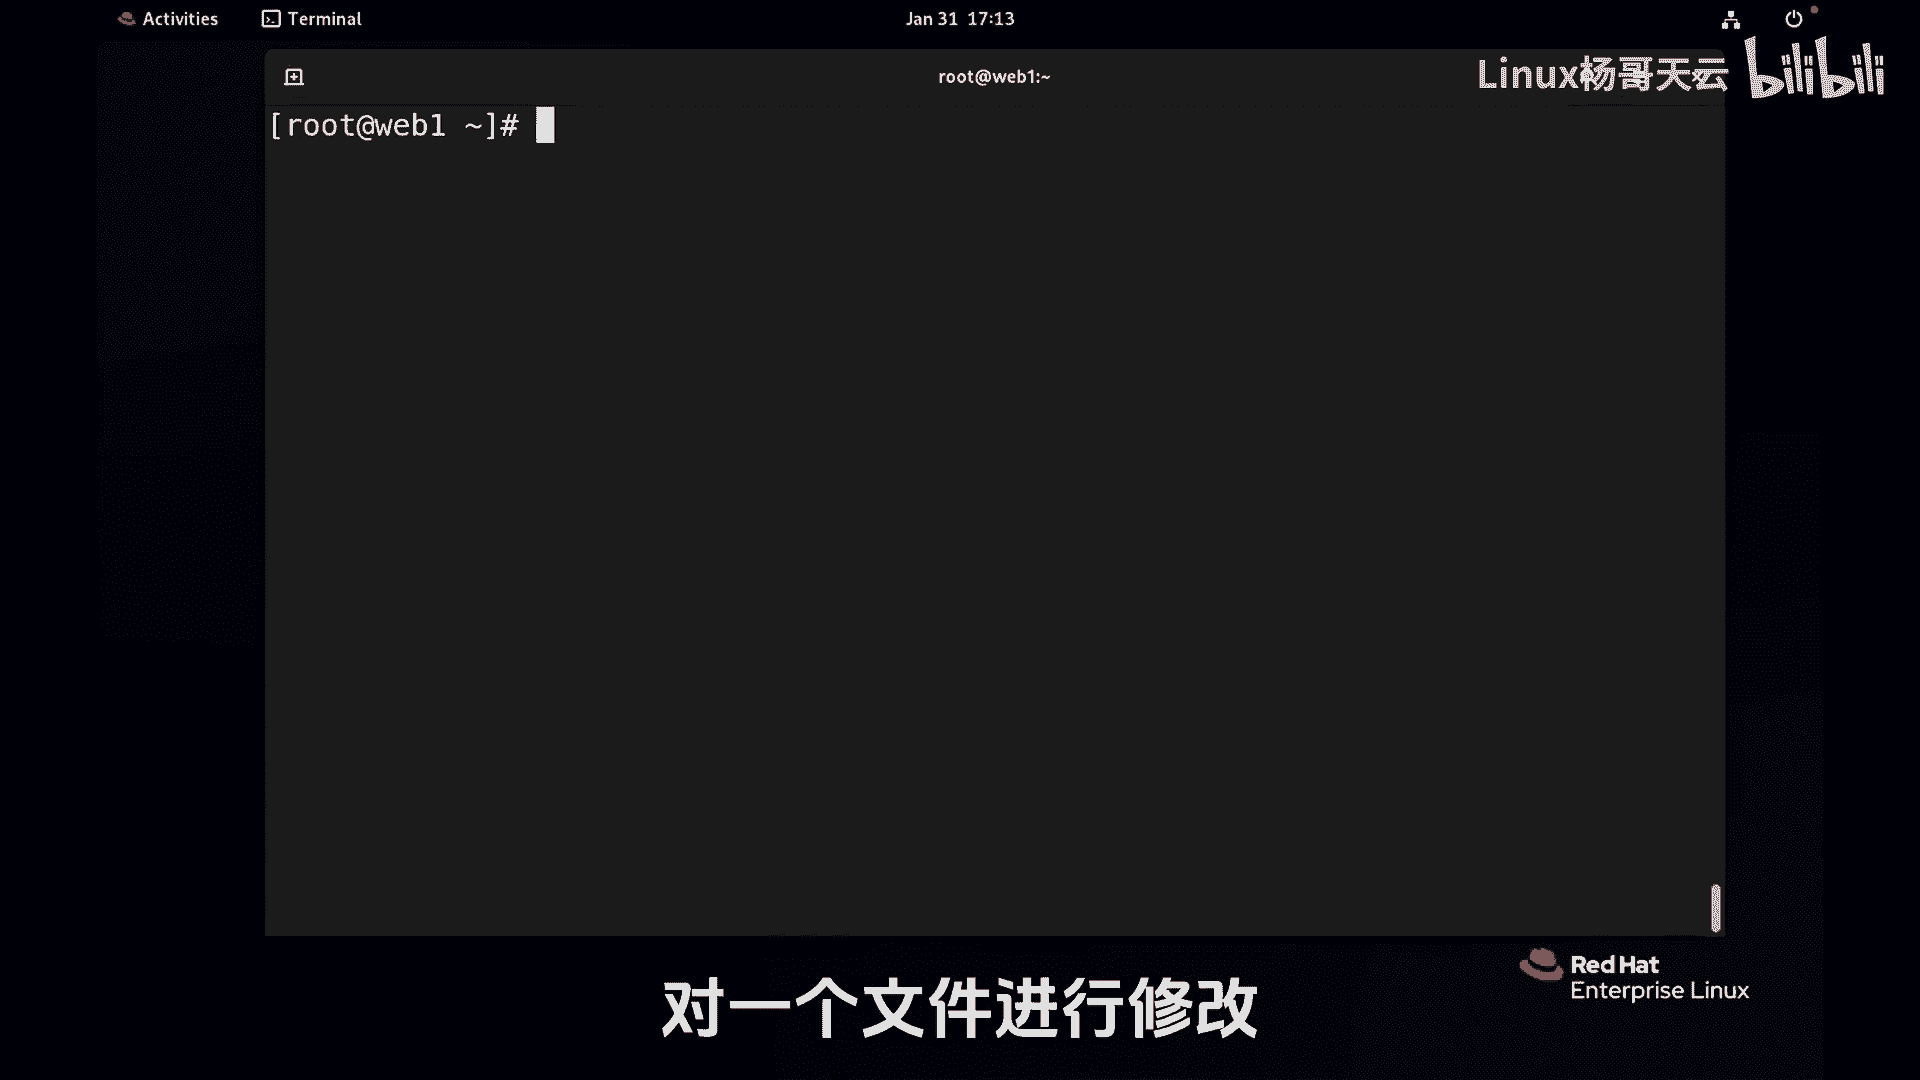 Activities Terminal Jan 31 17:13
root@web1:~
Linux杨哥天云 bilibili
[root@web1 ~]#
Red Hat
Enterprise Linux
对一个文件进行修改